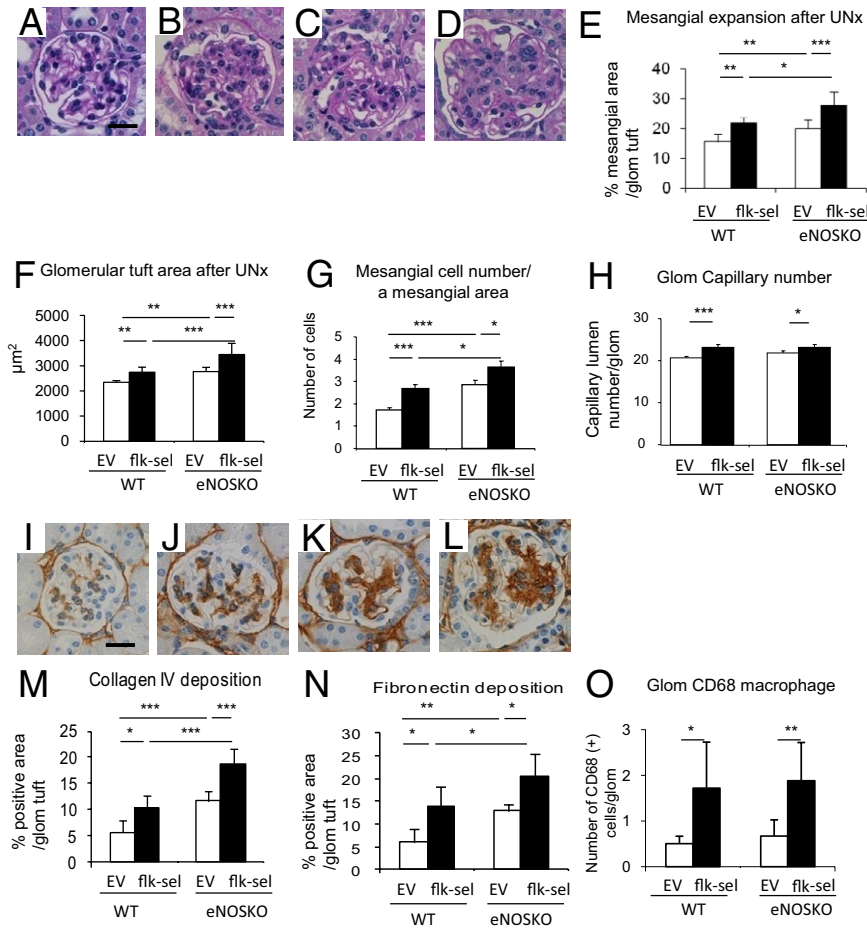 A
B
C
D
E
Mesangial expansion after UNx
** ***
** *
% mesangial area
/glom tuft
40
30
20
10
0
EV flk-sel EV flk-sel
WT eNOSKO
F
Glomerular tuft area after UNx
** ***
** ***
µm²
5000
4000
3000
2000
1000
0
EV flk-sel EV flk-sel
WT eNOSKO
G
Mesangial cell number/
a mesangial area
*** *
*** *
Number of cells
5
4
3
2
1
0
EV flk-sel EV flk-sel
WT eNOSKO
H
Glom Capillary number
*** *
Capillary lumen
number/glom
30
20
10
0
EV flk-sel EV flk-sel
WT eNOSKO
I
J
K
L
M
Collagen IV deposition
*** ***
* ***
% positive area
/glom tuft
25
20
15
10
5
0
EV flk-sel EV flk-sel
WT eNOSKO
N
Fibronectin deposition
** *
* *
% positive area
/glom tuft
30
25
20
15
10
5
0
EV flk-sel EV flk-sel
WT eNOSKO
O
Glom CD68 macrophage
* **
Number of CD68 (+)
cells/glom
3
2
1
0
EV flk-sel EV flk-sel
WT eNOSKO